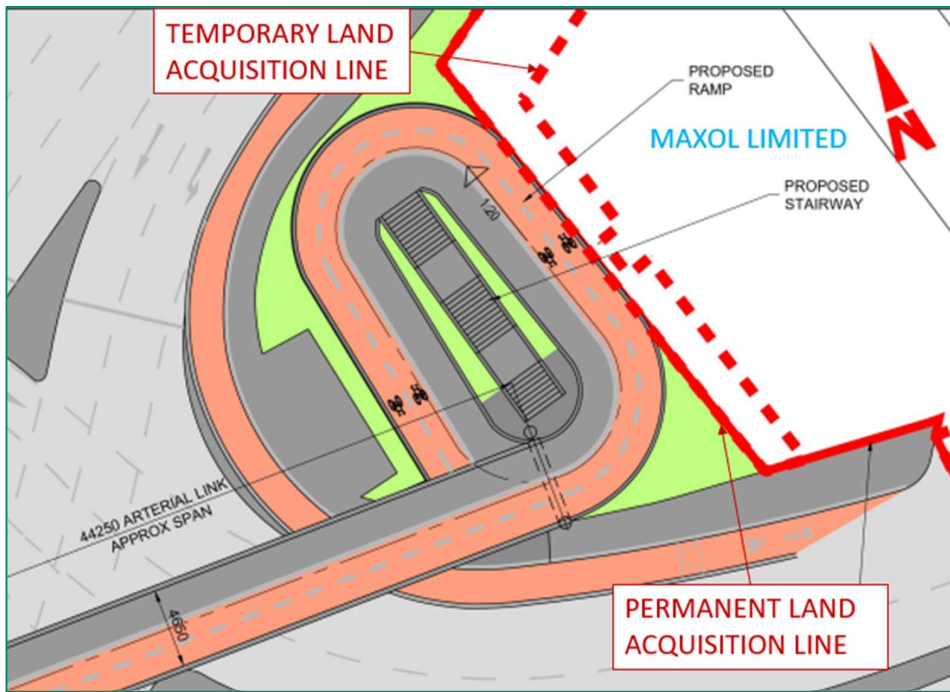 TEMPORARY LAND
ACQUISITION LINE
PROPOSED
RAMP
MAXOL LIMITED
N
PROPOSED
STAIRWAY
1:20
44250 ARTERIAL LINK
APPROX SPAN
4650
PERMANENT LAND
ACQUISITION LINE